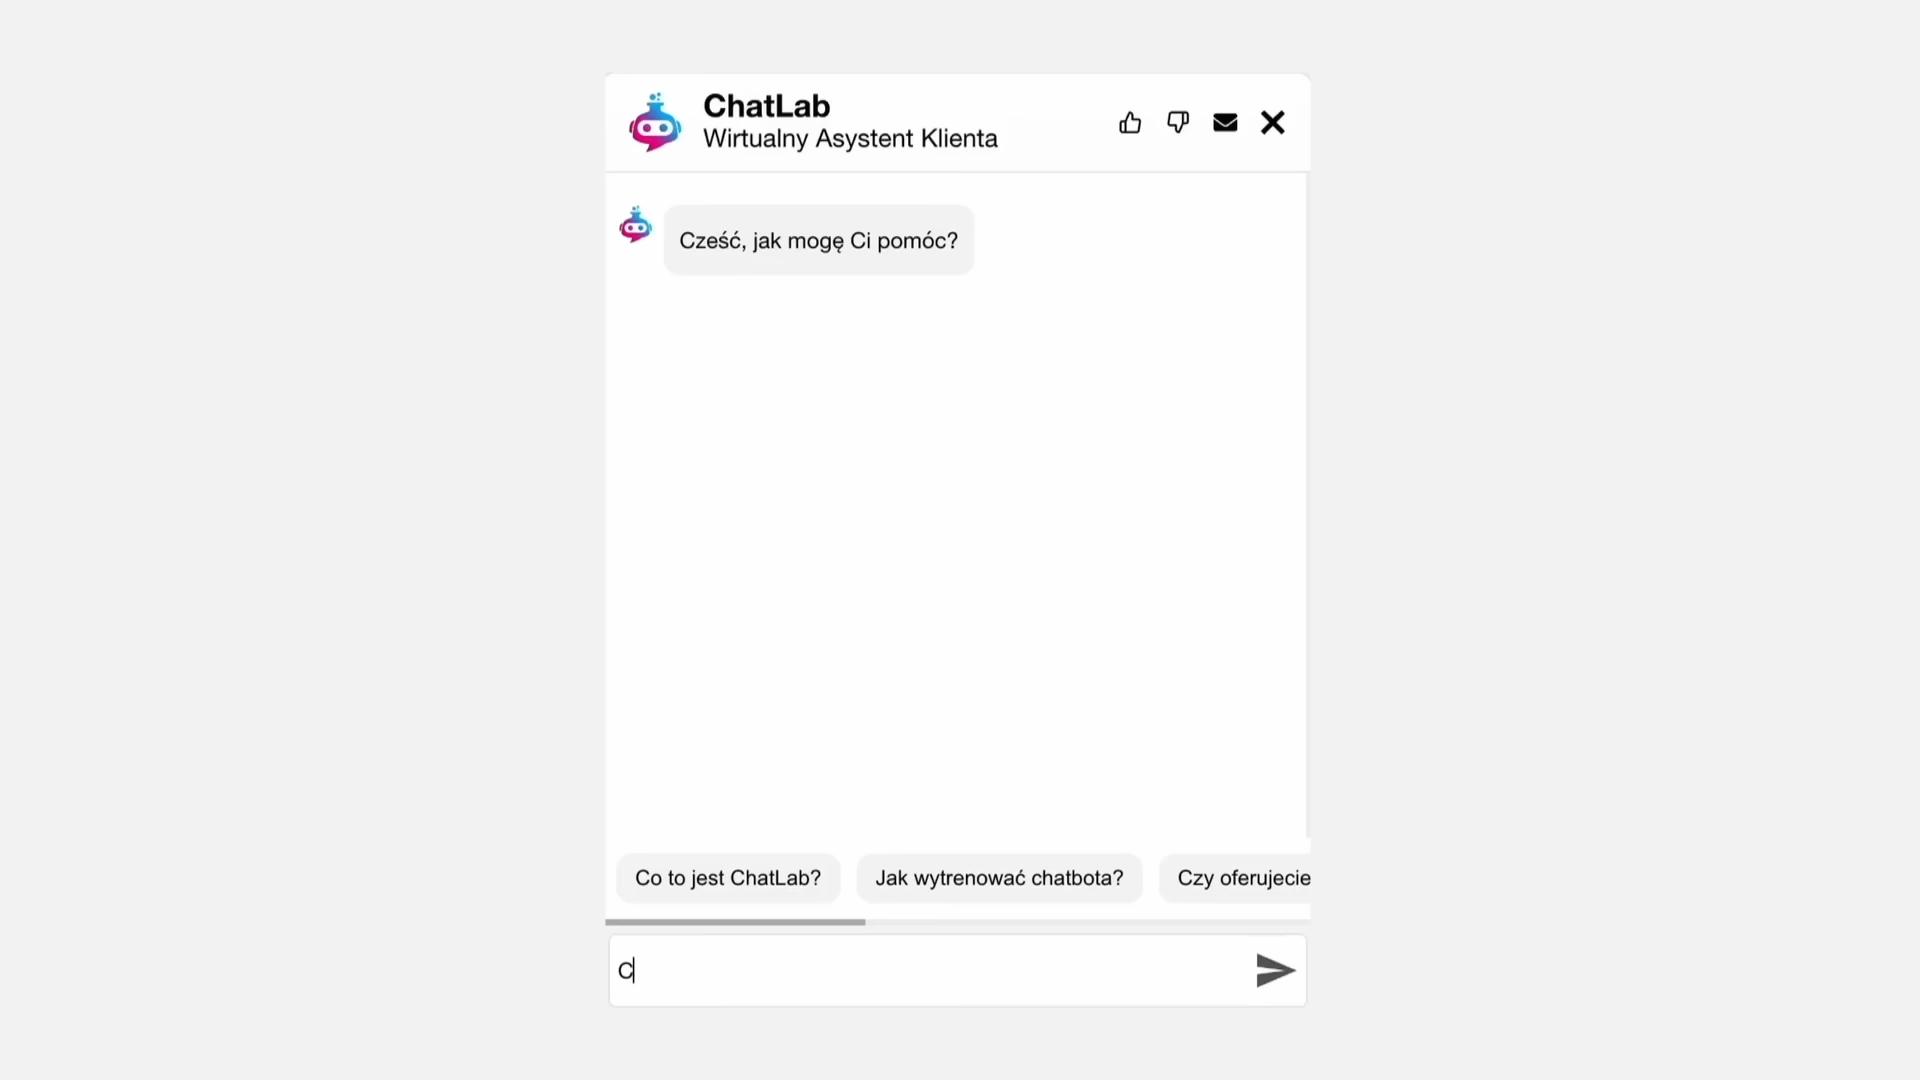 ChatLab
Wirtualny Asystent Klienta
Cześć, jak mogę Ci pomóc?
Co to jest ChatLab?
Jak wytrenować chatbota?
Czy oferujecie
C